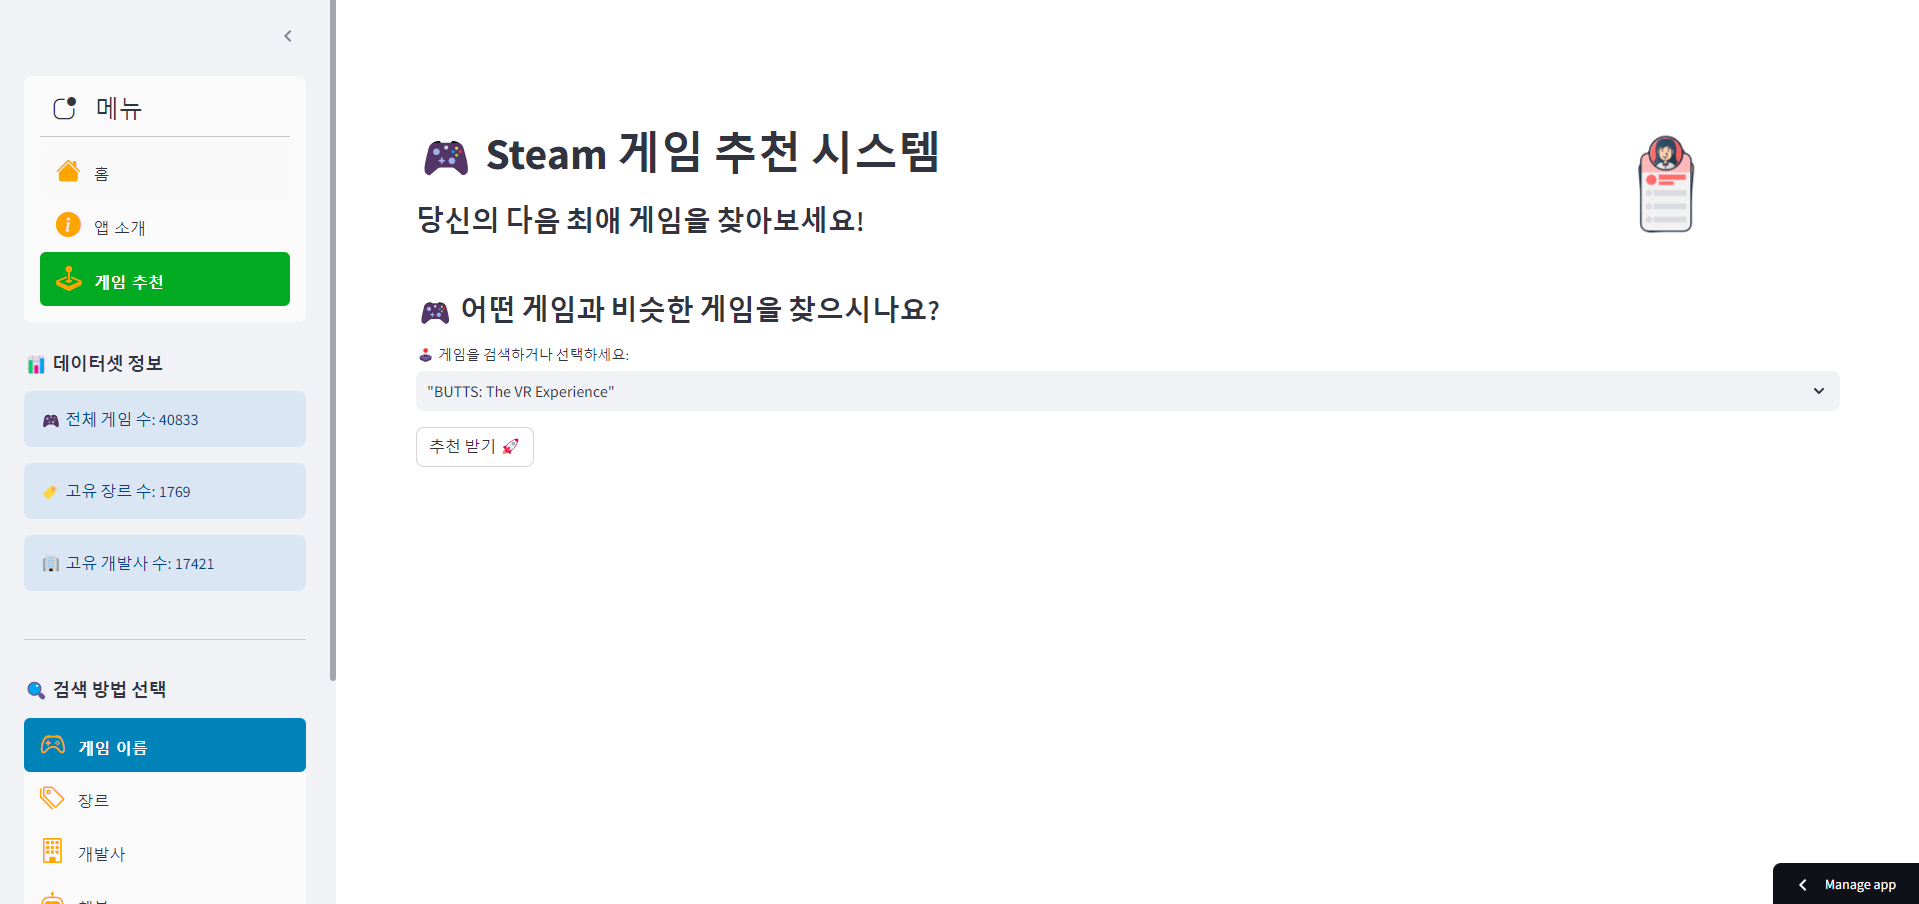 메뉴
홈
앱 소개
게임 추천
데이터셋 정보
전체 게임 수: 40833
고유 장르 수: 1769
고유 개발사 수: 17421
검색 방법 선택
게임 이름
장르
개발사
Steam 게임 추천 시스템
당신의 다음 최애 게임을 찾아보세요!
어떤 게임과 비슷한 게임을 찾으시나요?
게임을 검색하거나 선택하세요:
"BUTTS: The VR Experience"
추천 받기
Manage app